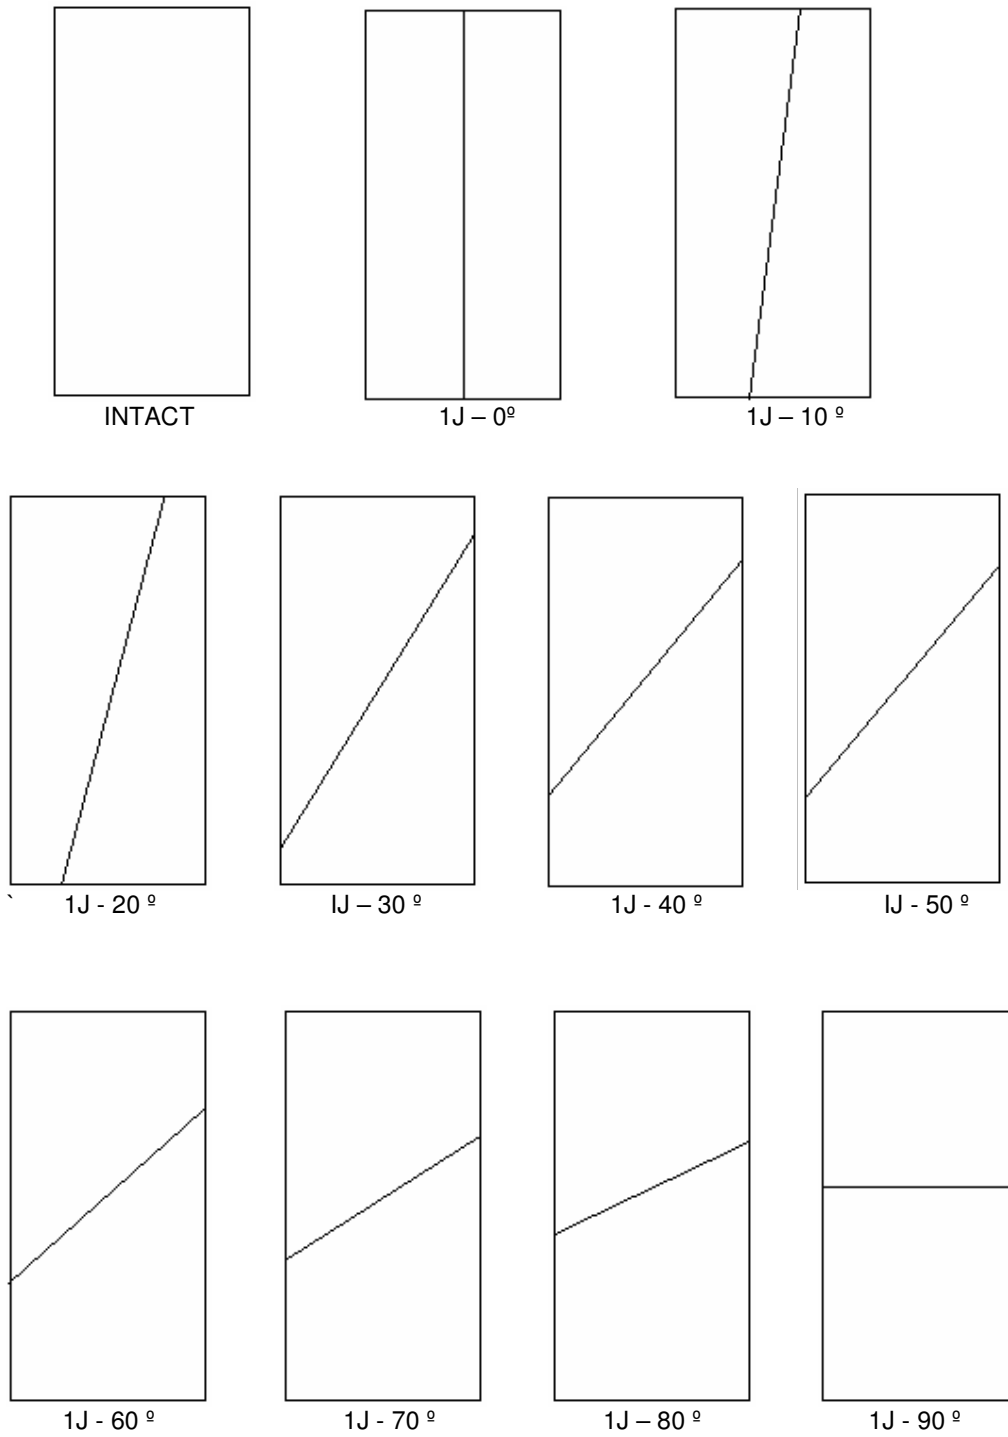 INTACT
1J – 0º
1J – 10 º
` 1J - 20 º
IJ – 30 º
1J - 40 º
IJ - 50 º
1J - 60 º
1J - 70 º
1J – 80 º
1J - 90 º